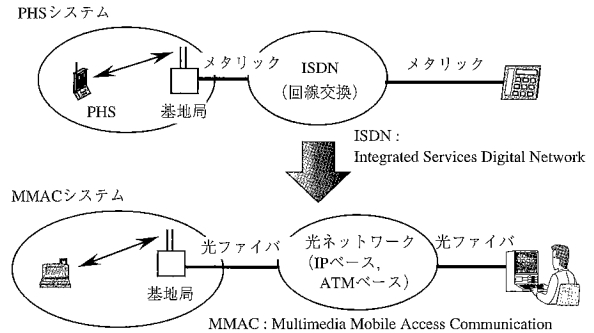 PHSシステム
メタリック
ISDN
(回線交換)
メタリック
PHS
基地局
ISDN :
Integrated Services Digital Network
MMACシステム
光ファイバ
光ネットワーク
(IPベース,
ATMベース)
光ファイバ
基地局
MMAC : Multimedia Mobile Access Communication